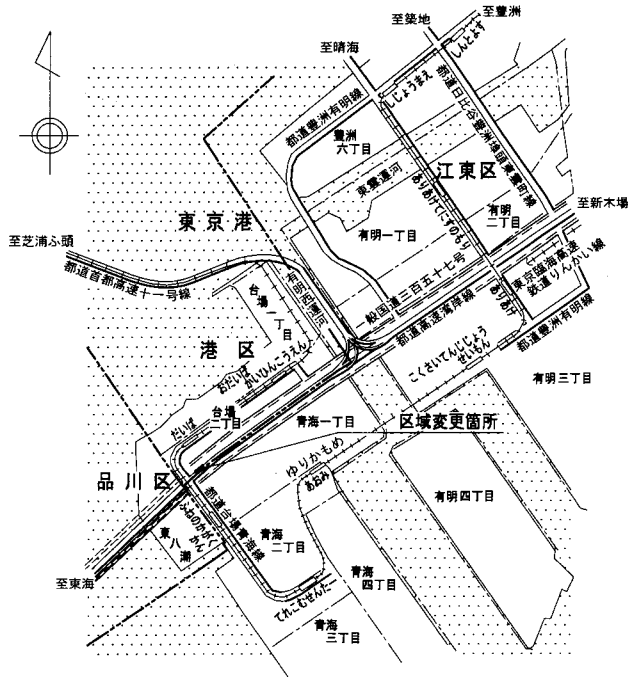 至豊洲
至築地
至晴海
しんとよす
しじょうまえ
都道豊洲有明線
都道日比谷豊洲埠頭東雲町線
豊洲
六丁目
東雲運河
江東区
ありあけてにすのもり
有明
二丁目
至新木場
東京港
有明一丁目
至芝浦ふ頭
都道首都高速十一号線
有明西運河
一般国道三百五十七号
東京臨海高速
鉄道りんかい線
ありあけ
都道高速湾岸線
都道豊洲有明線
台場
一丁目
港区
おだいば
かいひんこうえん
こくさいてんじじょう
せいもん
有明三丁目
だいば
台場
二丁目
青海一丁目
区域変更箇所
ゆりかもめ
あおみ
有明四丁目
品川区
都道台場青海線
ふねのかがく
かん
東八潮
青海
二丁目
至東海
てれこむせんたー
青海
四丁目
青海
三丁目